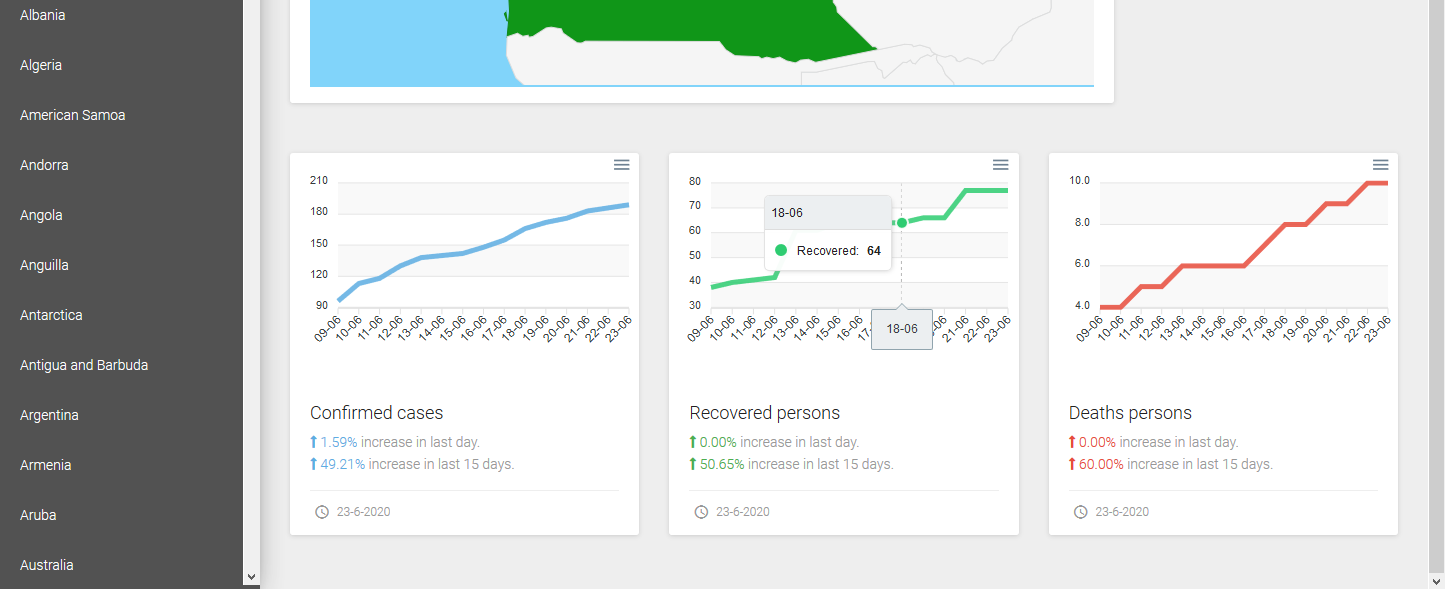 Albania
Algeria
American Samoa
Andorra
Angola
Anguilla
Antarctica
Antigua and Barbuda
Argentina
Armenia
Aruba
Australia
210
180
150
120
90
09-06 10-06 11-06 12-06 13-06 14-06 15-06 16-06 17-06 18-06 19-06 20-06 21-06 22-06 23-06
Confirmed cases
1.59% increase in last day.
49.21% increase in last 15 days.
23-6-2020
80
70
60
50
40
30
18-06
Recovered: 64
09-06 10-06 11-06 12-06 13-06 14-06 15-06 16-06 18-06 21-06 22-06 23-06
Recovered persons
0.00% increase in last day.
50.65% increase in last 15 days.
23-6-2020
10.0
8.0
6.0
4.0
09-06 10-06 11-06 12-06 13-06 14-06 15-06 16-06 17-06 18-06 19-06 20-06 21-06 22-06 23-06
Deaths persons
0.00% increase in last day.
60.00% increase in last 15 days.
23-6-2020